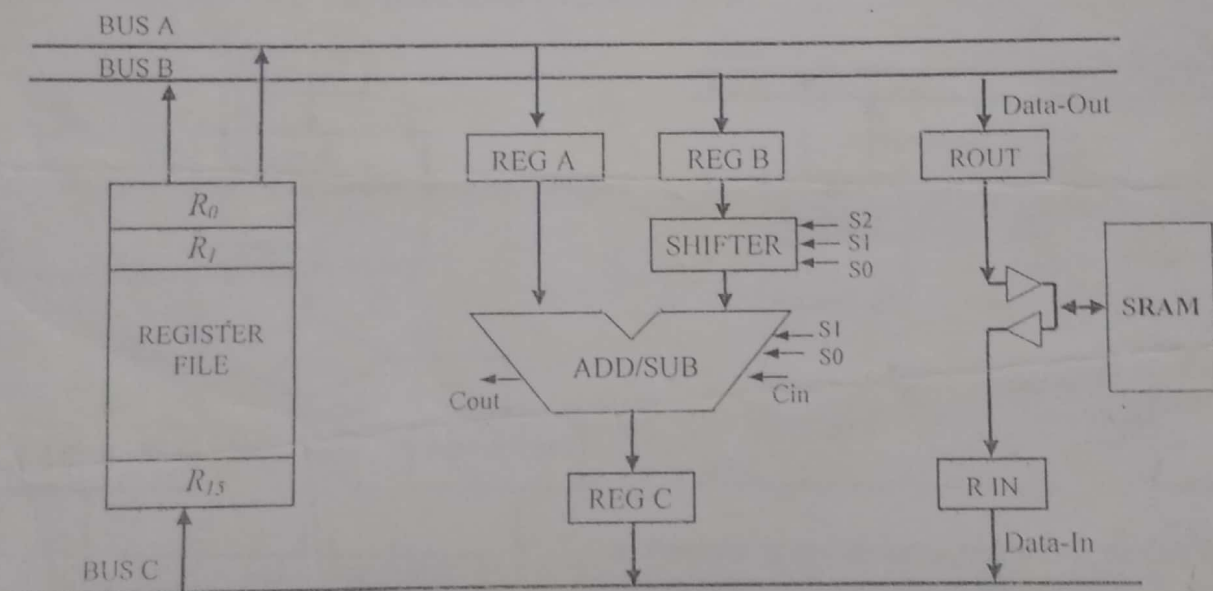 BUS A
BUS B
Data-Out
REG A
REG B
ROUT
R0
R1
REGISTER
FILE
R15
SHIFTER
S2
S1
S0
SRAM
ADD/SUB
S1
S0
Cout
Cin
REG C
R IN
Data-In
BUS C